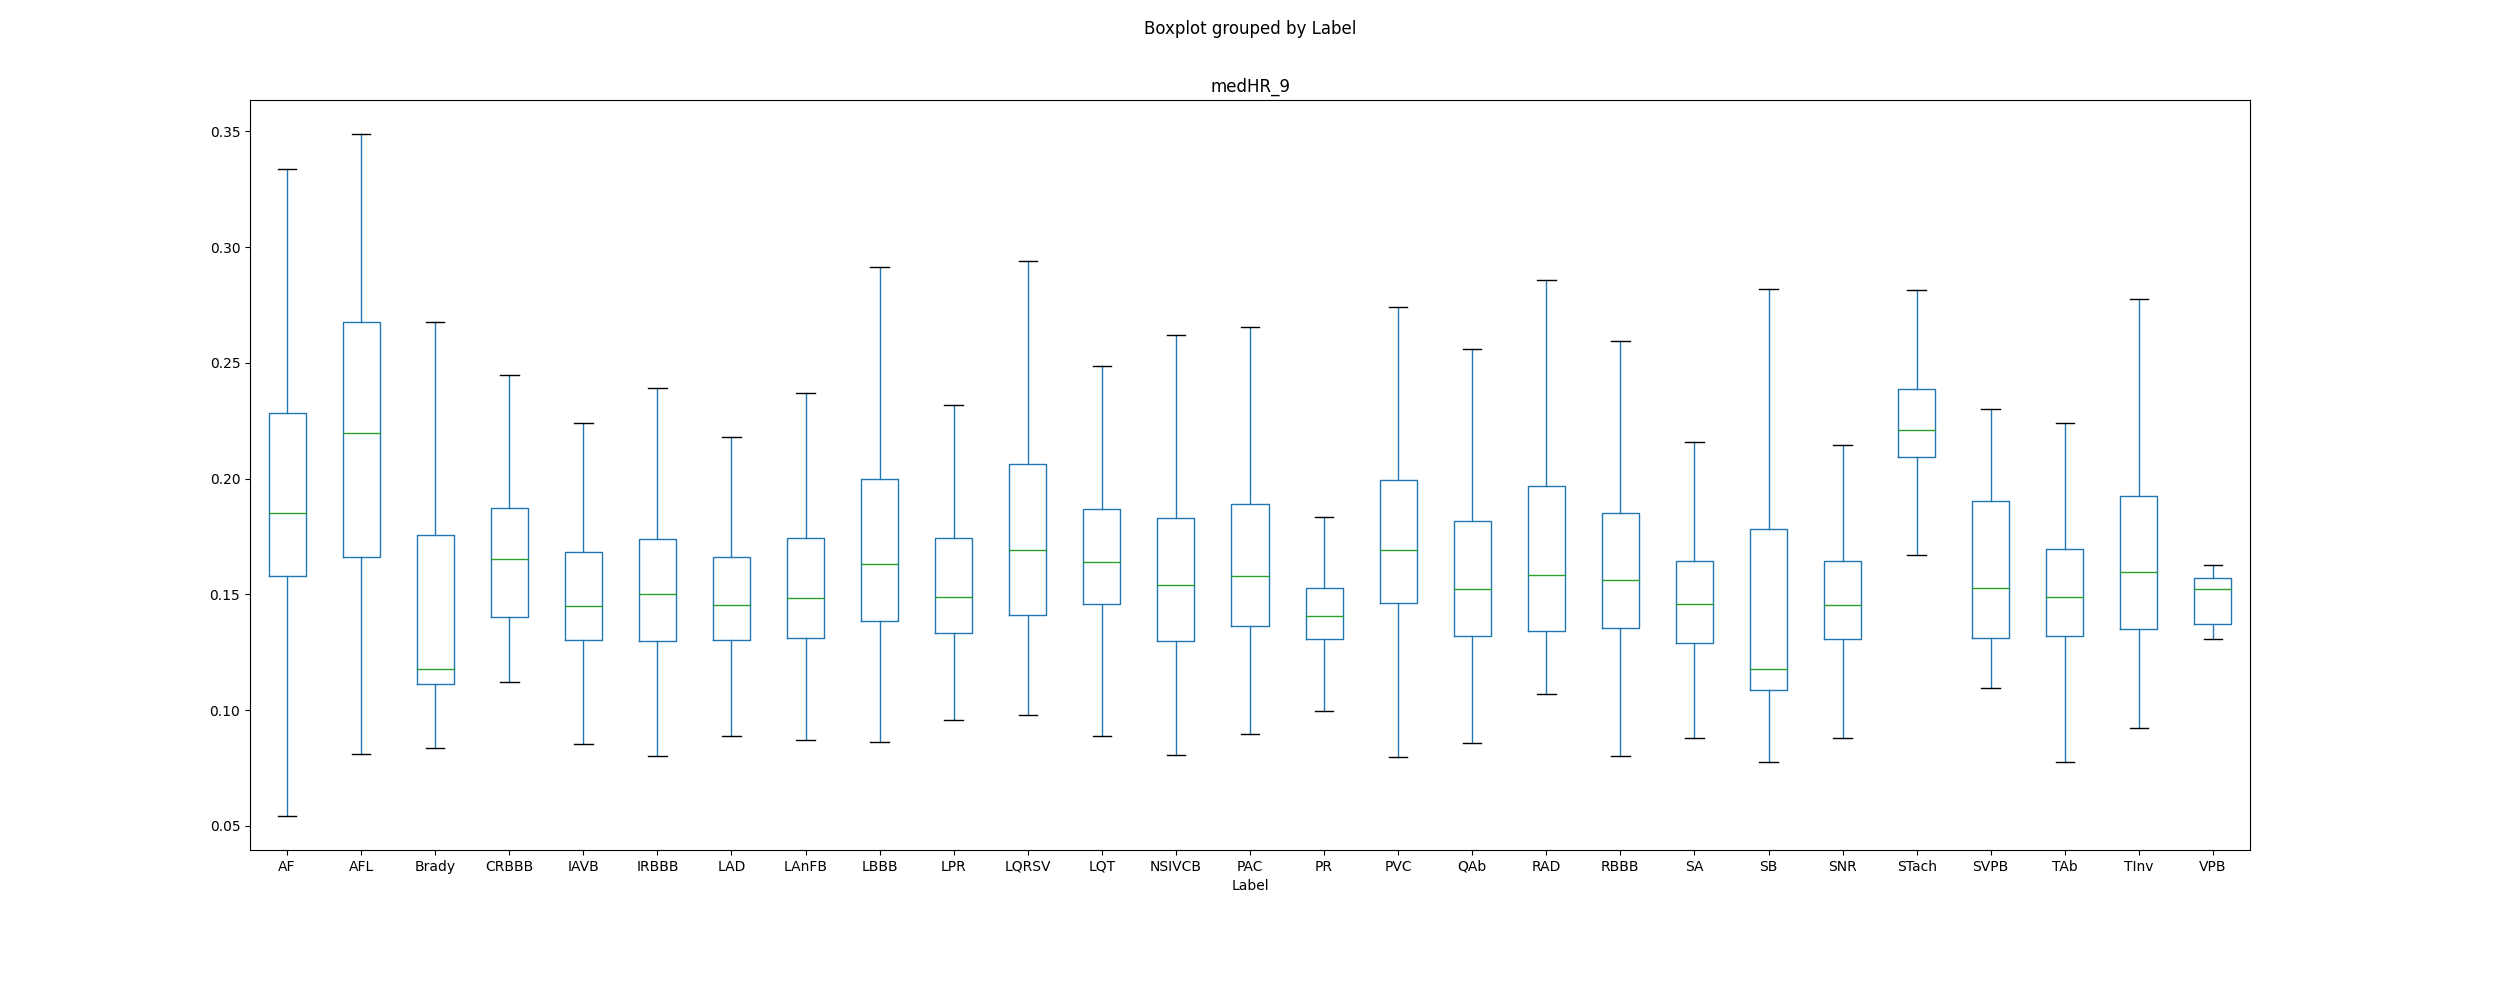 Boxplot grouped by Label
medHR_9
0.35
0.30
0.25
0.20
0.15
0.10
0.05
AF AFL Brady CRBBB IAVB IRBBB LAD LAnFB LBBB LPR LQRSV LQT NSIVCB PAC PR PVC QAb RAD RBBB SA SB SNR STach SVPB TAb TInv VPB
Label